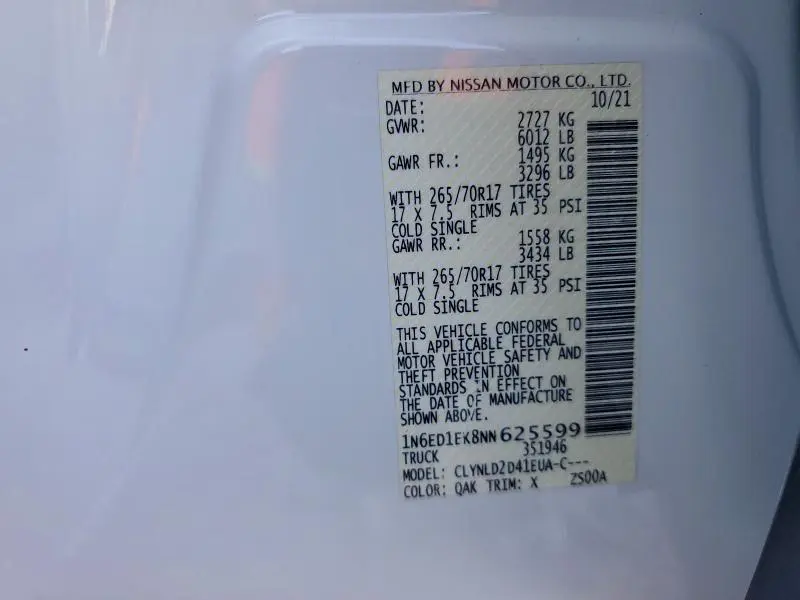 MFD BY NISSAN MOTOR CO., LTD.
DATE: 10/21
GVWR: 2727 KG
6012 LB
GAWR FR.: 1495 KG
3296 LB
WITH 265/70R17 TIRES
17 X 7.5 RIMS AT 35 PSI
COLD SINGLE
GAWR RR.: 1558 KG
3434 LB
WITH 265/70R17 TIRES
17 X 7.5 RIMS AT 35 PSI
COLD SINGLE
THIS VEHICLE CONFORMS TO
ALL APPLICABLE FEDERAL
MOTOR VEHICLE SAFETY AND
THEFT PREVENTION
STANDARDS IN EFFECT ON
THE DATE OF MANUFACTURE
SHOWN ABOVE.
1N6ED1EK8NN625599
TRUCK 351946
MODEL: CLYNLD2D41EUA-C---
COLOR: QAK TRIM: X ZS00A